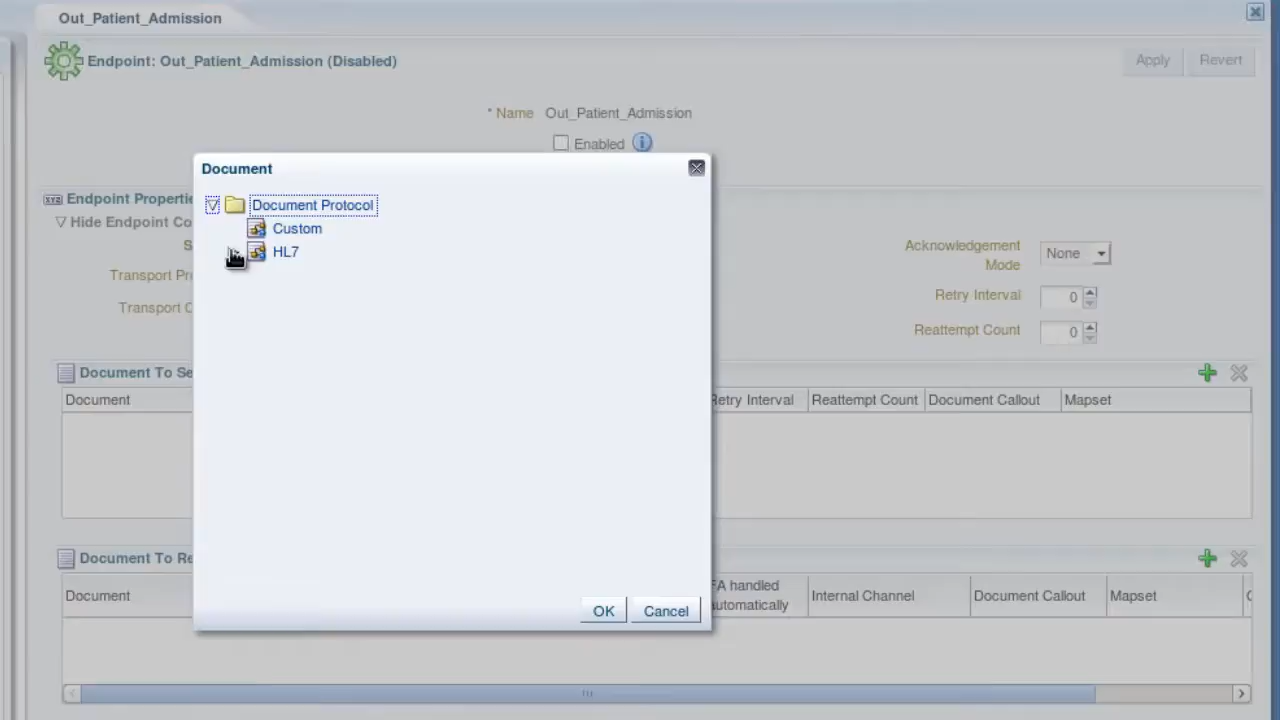 Out_Patient_Admission
Endpoint: Out_Patient_Admission (Disabled)
Apply
Revert
* Name Out_Patient_Admission
Enabled
Document
Document Protocol
Custom
HL7
Endpoint Propertie
Hide Endpoint Co
S
Transport Pr
Transport C
Acknowledgement
Mode
None
Retry Interval 0
Reattempt Count 0
Document To Se
Document
Retry Interval
Reattempt Count
Document Callout
Mapset
Document To Re
Document
FA handled
automatically
Internal Channel
Document Callout
Mapset
C
OK
Cancel